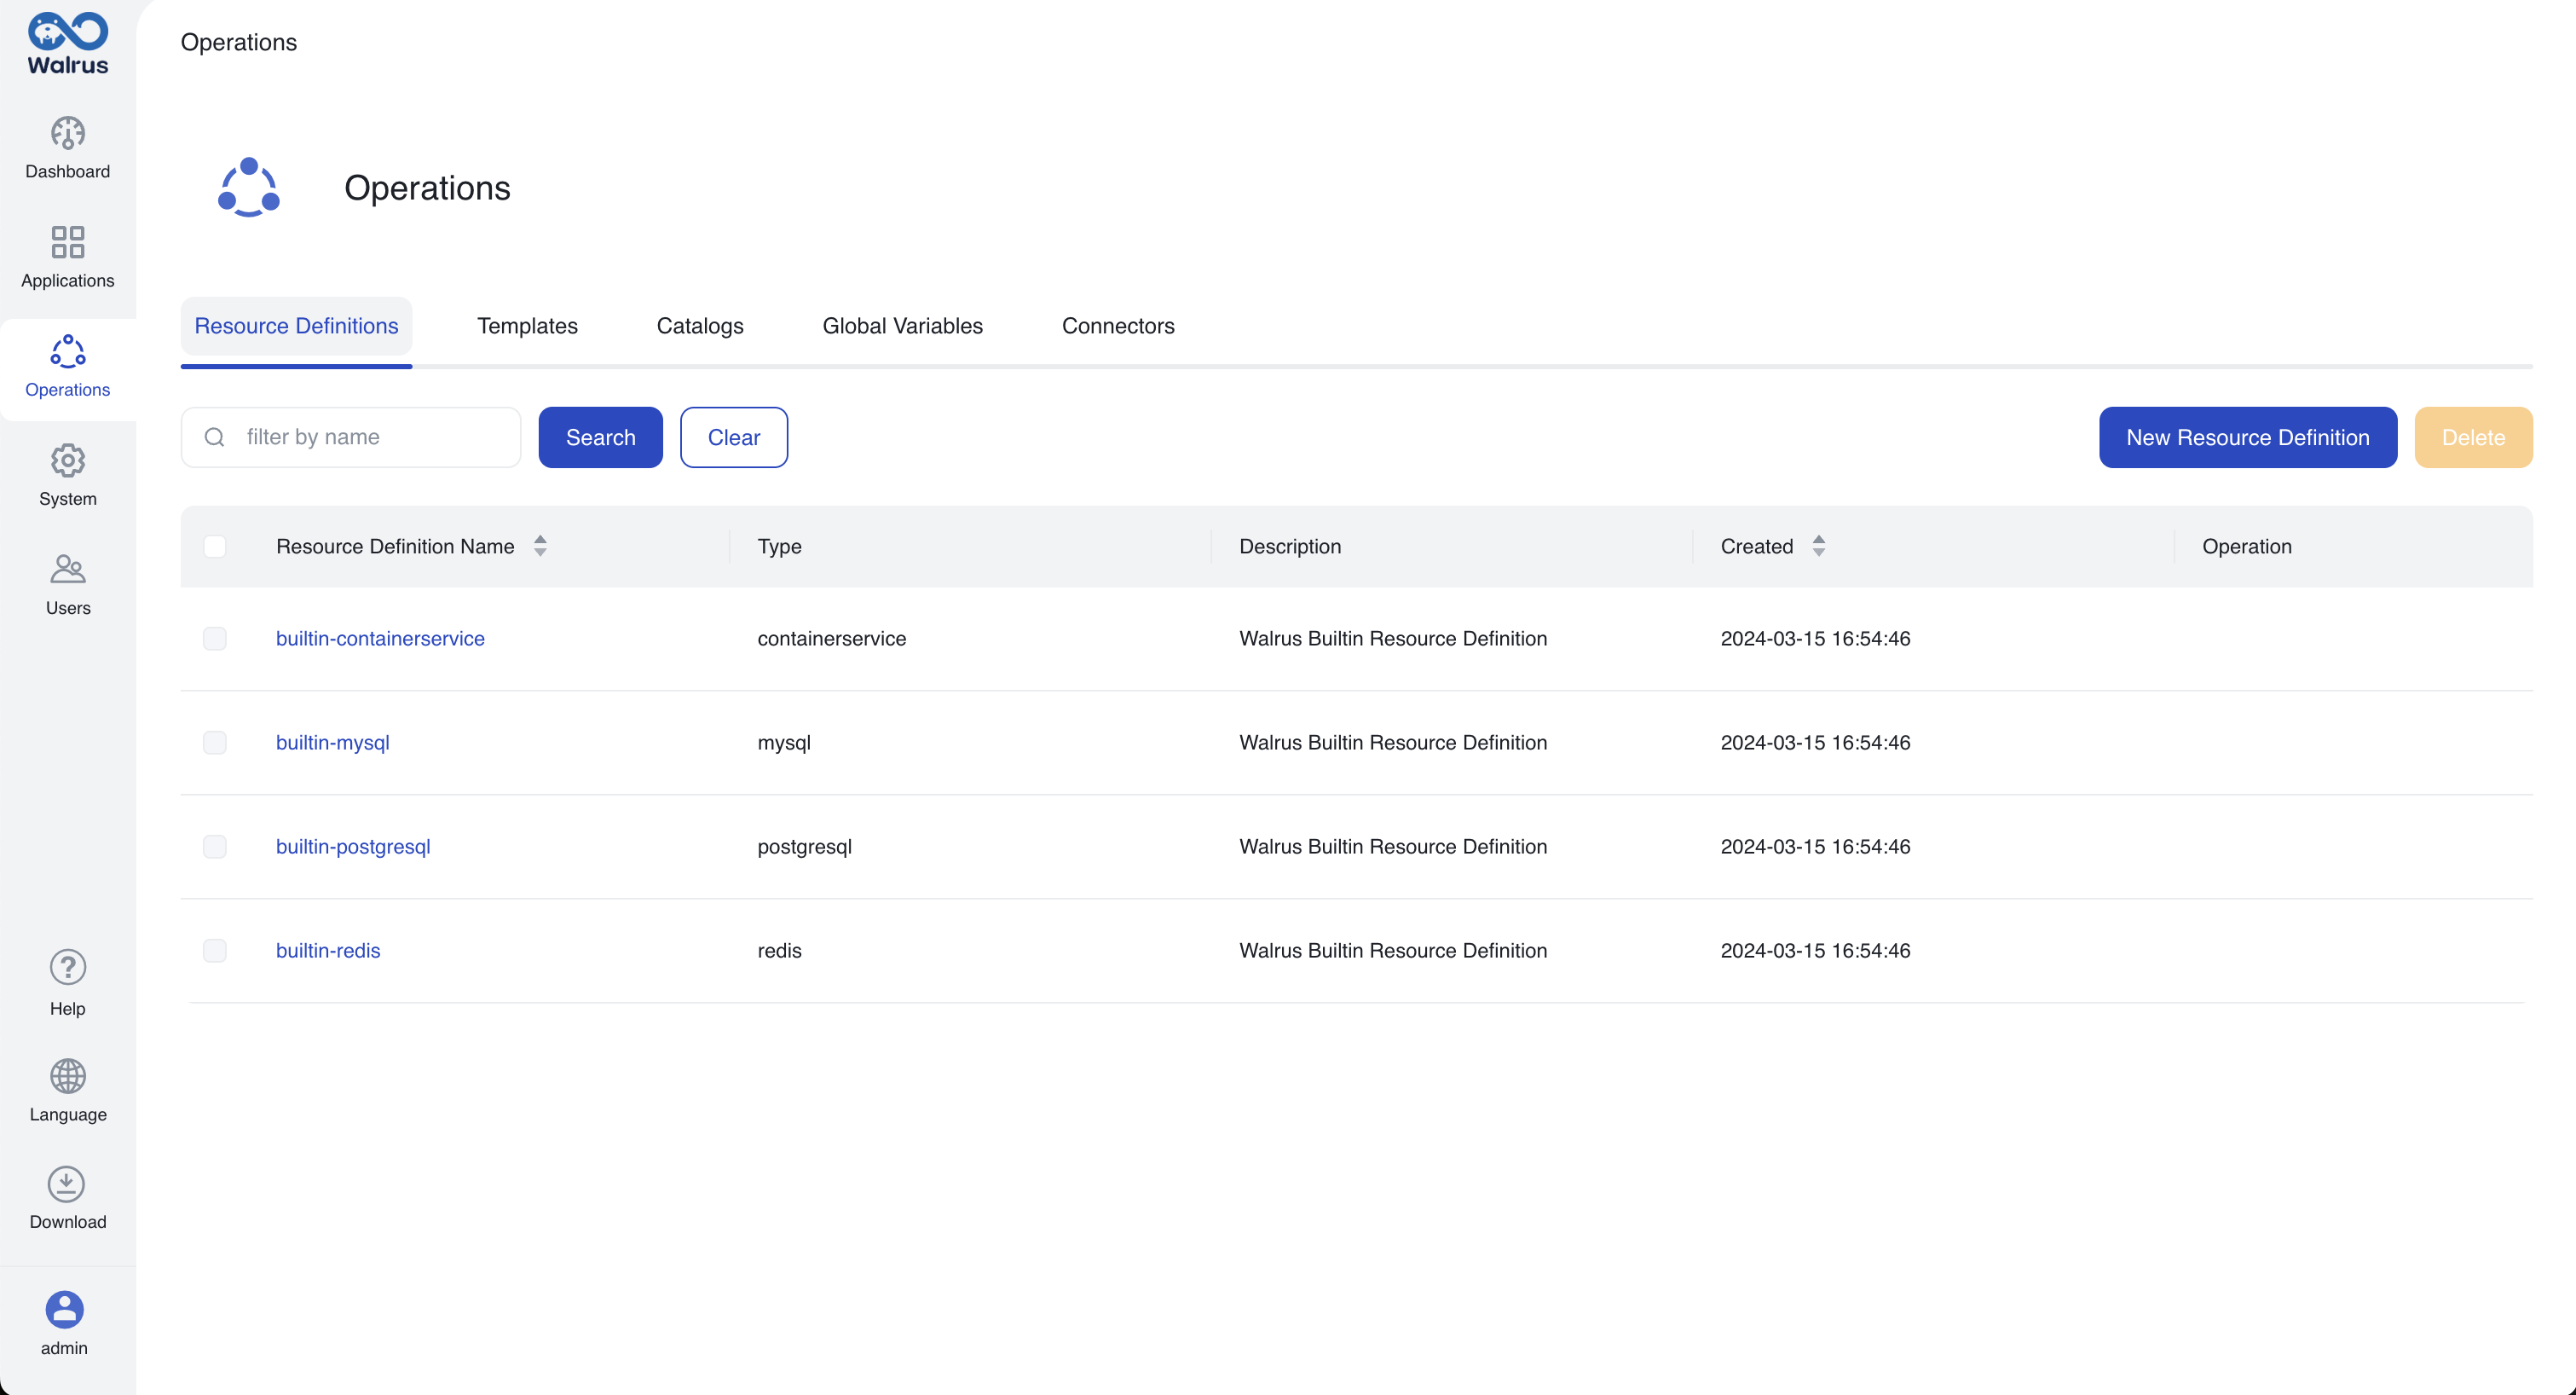 Walrus
Dashboard
Applications
Operations
System
Users
Help
Language
Download
admin
Operations
Operations
Resource Definitions Templates Catalogs Global Variables Connectors
filter by name Search Clear New Resource Definition Delete
Resource Definition Name Type Description Created Operation
builtin-containerservice containerservice Walrus Builtin Resource Definition 2024-03-15 16:54:46
builtin-mysql mysql Walrus Builtin Resource Definition 2024-03-15 16:54:46
builtin-postgresql postgresql Walrus Builtin Resource Definition 2024-03-15 16:54:46
builtin-redis redis Walrus Builtin Resource Definition 2024-03-15 16:54:46